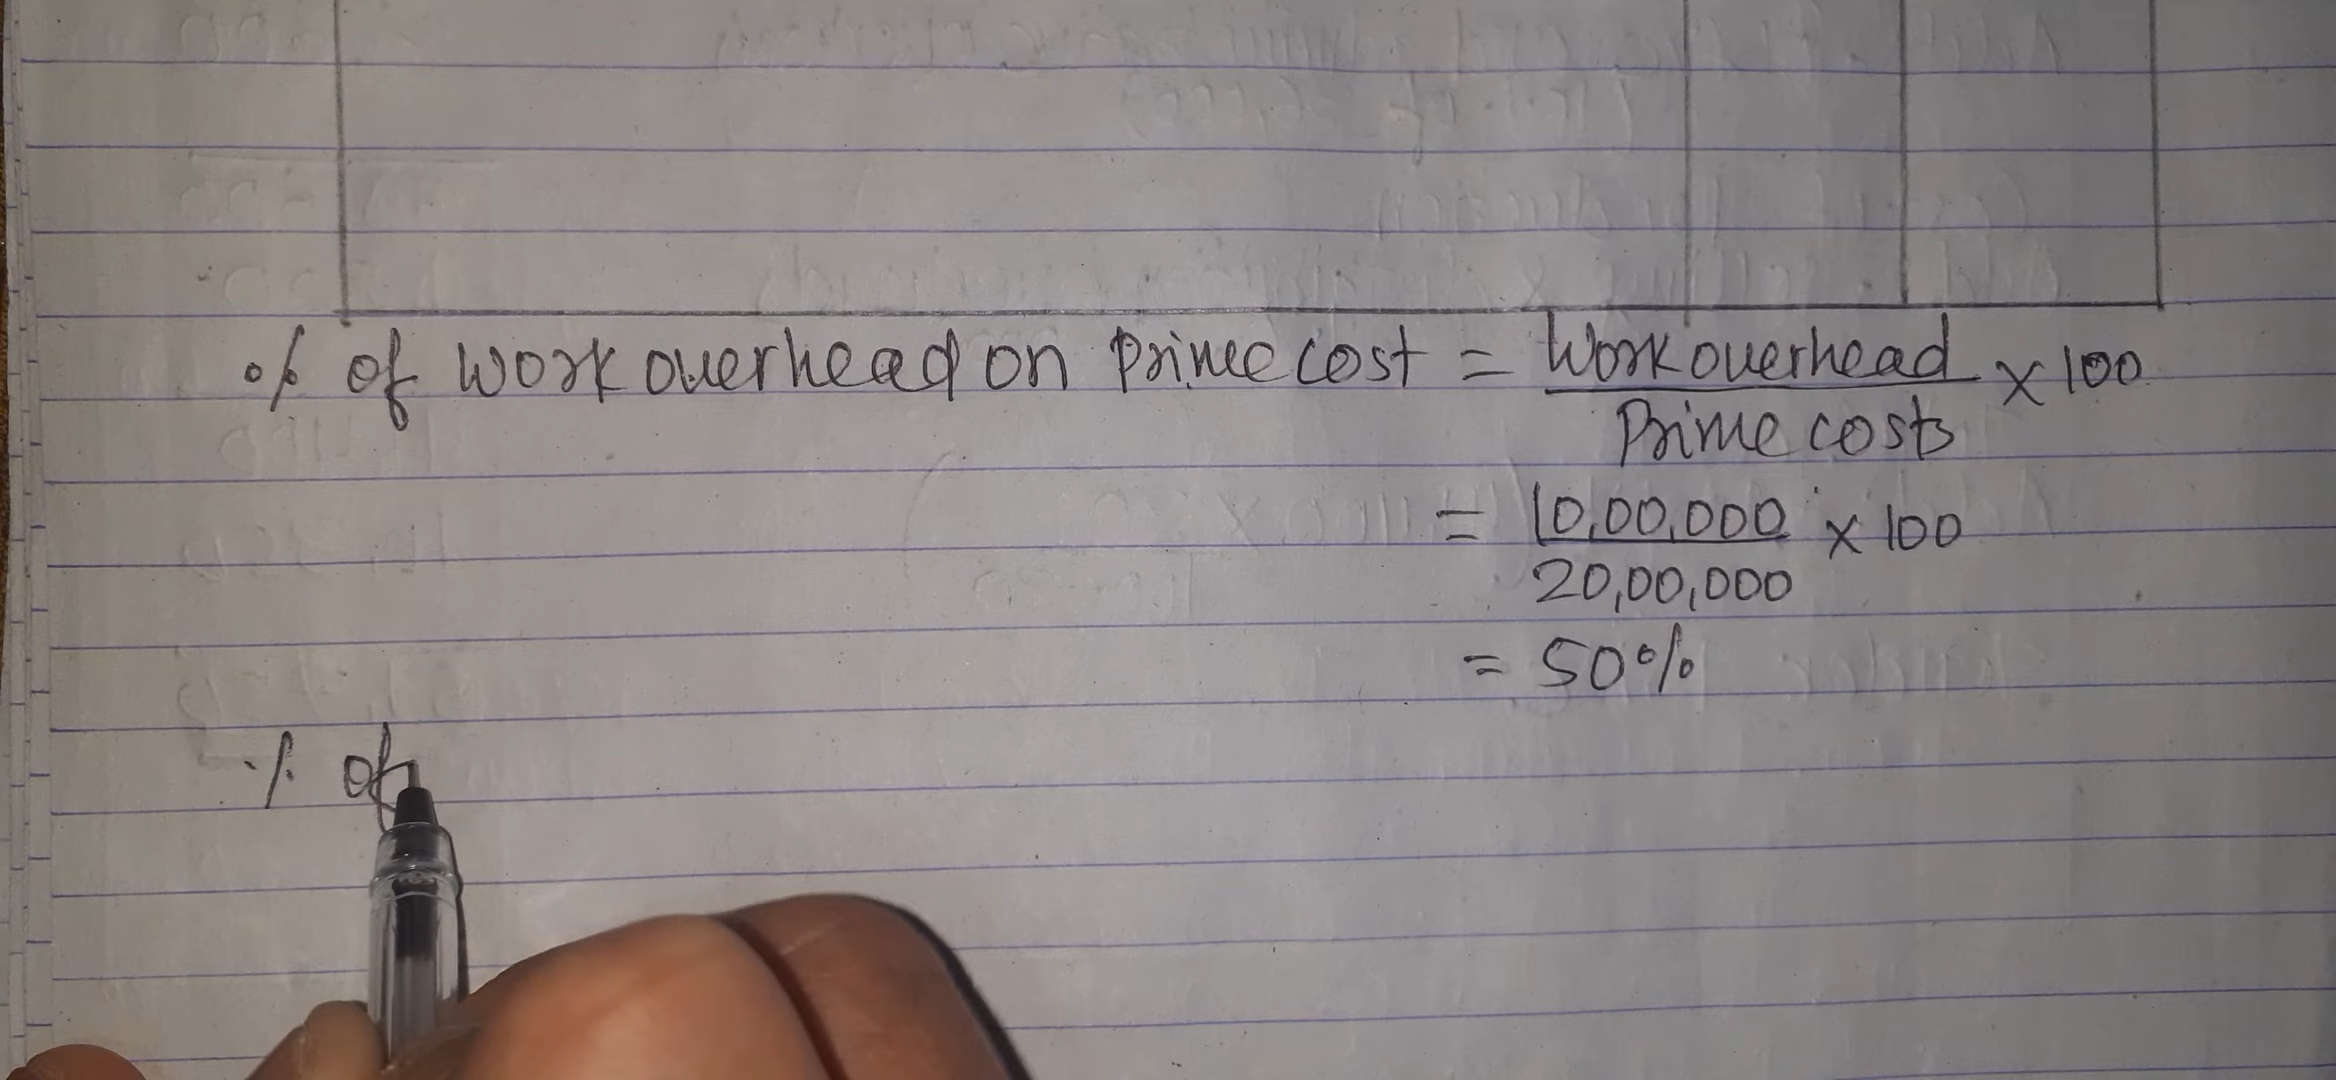 % of work overhead on Prime cost = Work overhead / Prime costs × 100
= 10,00,000 / 20,00,000 × 100
= 50%
% of